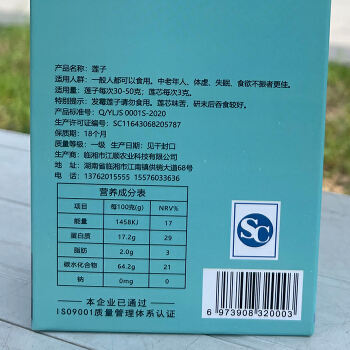 产品名称：莲子
适用人群：一般人都可以食用。中老年人、体虚、失眠、食欲不振者更佳。
适用量：莲子每次30-50克；莲芯每次3克。
特别提示：发霉莲子请勿食用。莲芯味苦，研末后吞食较好。
产品标准号：Q/YLJS 0001S-2020
生产许可证编号：SC11643068205787
保质期：18个月
质量等级：一级 生产日期：见于封口
生产商：临湘市江顺农业科技有限公司
地址：湖南省临湘市江南镇供销大道68号
电话：13762015555 15576033636
营养成分表
项目 每100克(g) NRV%
能量 1458KJ 17
蛋白质 17.2g 29
脂肪 2.0g 3
碳水化合物 64.2g 21
钠 0mg 0
本企业已通过
ISO9001质量管理体系认证
SC
6 973908 320003